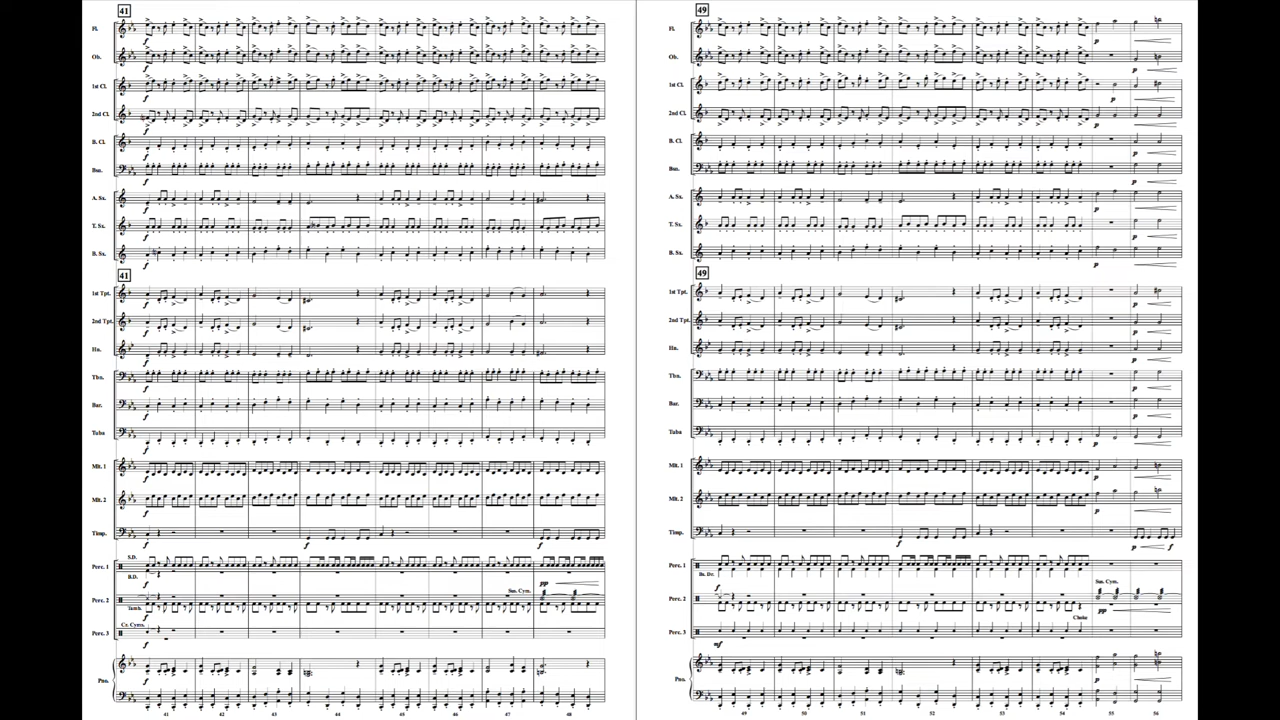 41
Fl.
f
Ob.
f
1st Cl.
f
2nd Cl.
f
B. Cl.
f
Bsn.
f
A. Sx.
f
T. Sx.
f
B. Sx.
f
41
1st Tpt.
f
2nd Tpt.
f
Hn.
f
Tbn.
f
Bar.
f
Tuba
f
Mlt. 1
f
Mlt. 2
f
Timp.
f f f
S.D.
Perc. 1
B.D.
f
pp
Sus. Cym.
Perc. 2
Tamb.
f
Cr. Cyms.
Perc. 3
f
Pno.
f
41 42 43 44 45 46 47 48
49
Fl.
p
Ob.
p
1st Cl.
p
2nd Cl.
p
B. Cl.
p
Bsn.
p
A. Sx.
p
T. Sx.
p
B. Sx.
p
49
1st Tpt.
p
2nd Tpt.
p
Hn.
p
Tbn.
p
Bar.
p
Tuba
p
Mlt. 1
p
Mlt. 2
p
Timp.
f p f
Perc. 1
Bs. Dr.
f
Sus. Cym.
Perc. 2
pp
Choke
Perc. 3
mf
Pno.
p
49 50 51 52 53 54 55 56